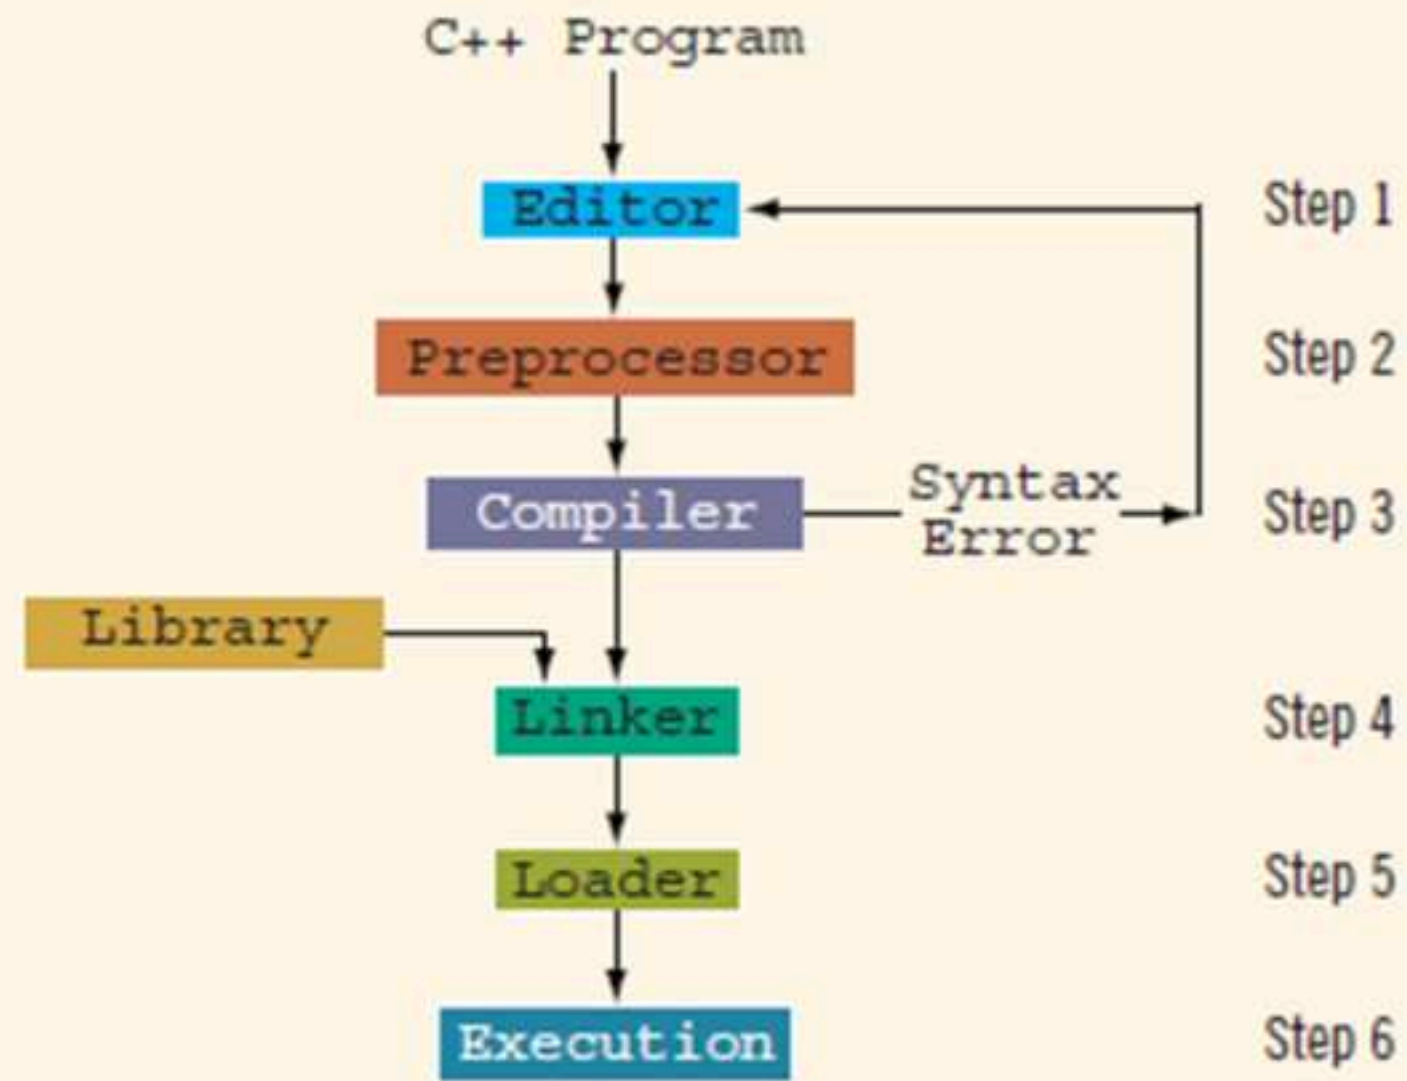 C++ Program
Editor
Step 1
Preprocessor
Step 2
Compiler
Syntax
Error
Step 3
Library
Linker
Step 4
Loader
Step 5
Execution
Step 6